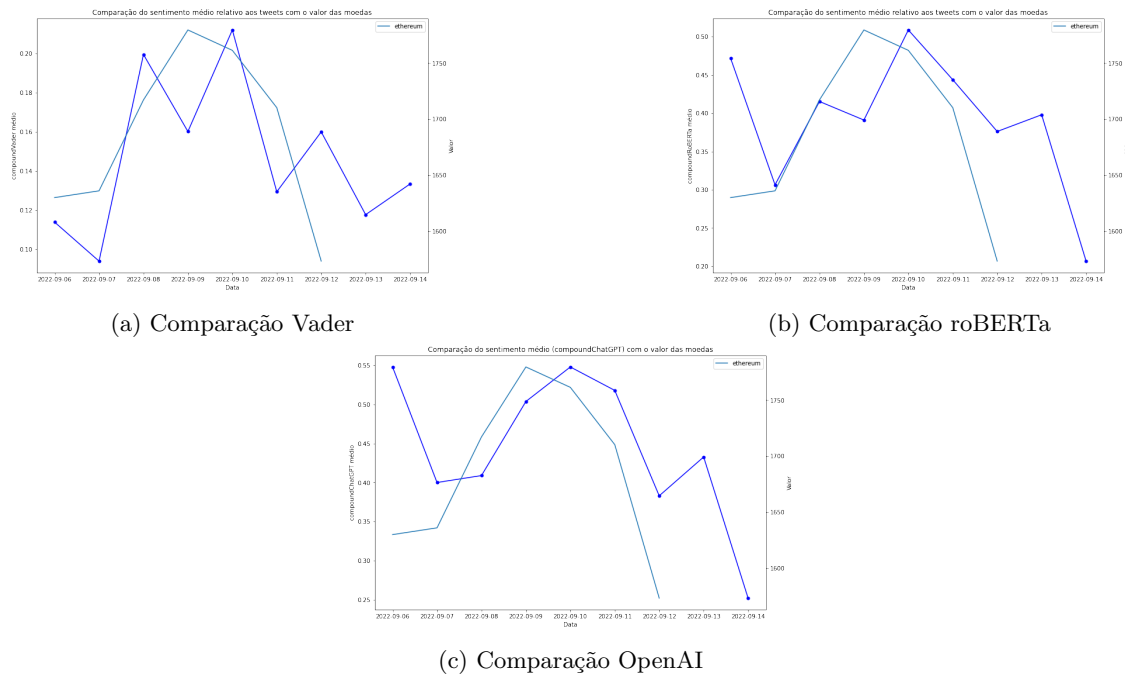 Comparação do sentimento médio relativo aos tweets com o valor das moedas
ethereum
compoundVader médio
0.20
0.18
0.16
0.14
0.12
0.10
1750
1700
1650
1600
Valor
2022-09-06 2022-09-07 2022-09-08 2022-09-09 2022-09-10 2022-09-11 2022-09-12 2022-09-13 2022-09-14
Data
(a) Comparação Vader
Comparação do sentimento médio relativo aos tweets com o valor das moedas
ethereum
compoundRoBERTa médio
0.50
0.45
0.40
0.35
0.30
0.25
0.20
1750
1700
1650
1600
2022-09-06 2022-09-07 2022-09-08 2022-09-09 2022-09-10 2022-09-11 2022-09-12 2022-09-13 2022-09-14
Data
(b) Comparação roBERTa
Comparação do sentimento médio (compoundChatGPT) com o valor das moedas
ethereum
compoundChatGPT médio
0.55
0.50
0.45
0.40
0.35
0.30
0.25
1750
1700
1650
1600
Valor
2022-09-06 2022-09-07 2022-09-08 2022-09-09 2022-09-10 2022-09-11 2022-09-12 2022-09-13 2022-09-14
Data
(c) Comparação OpenAI